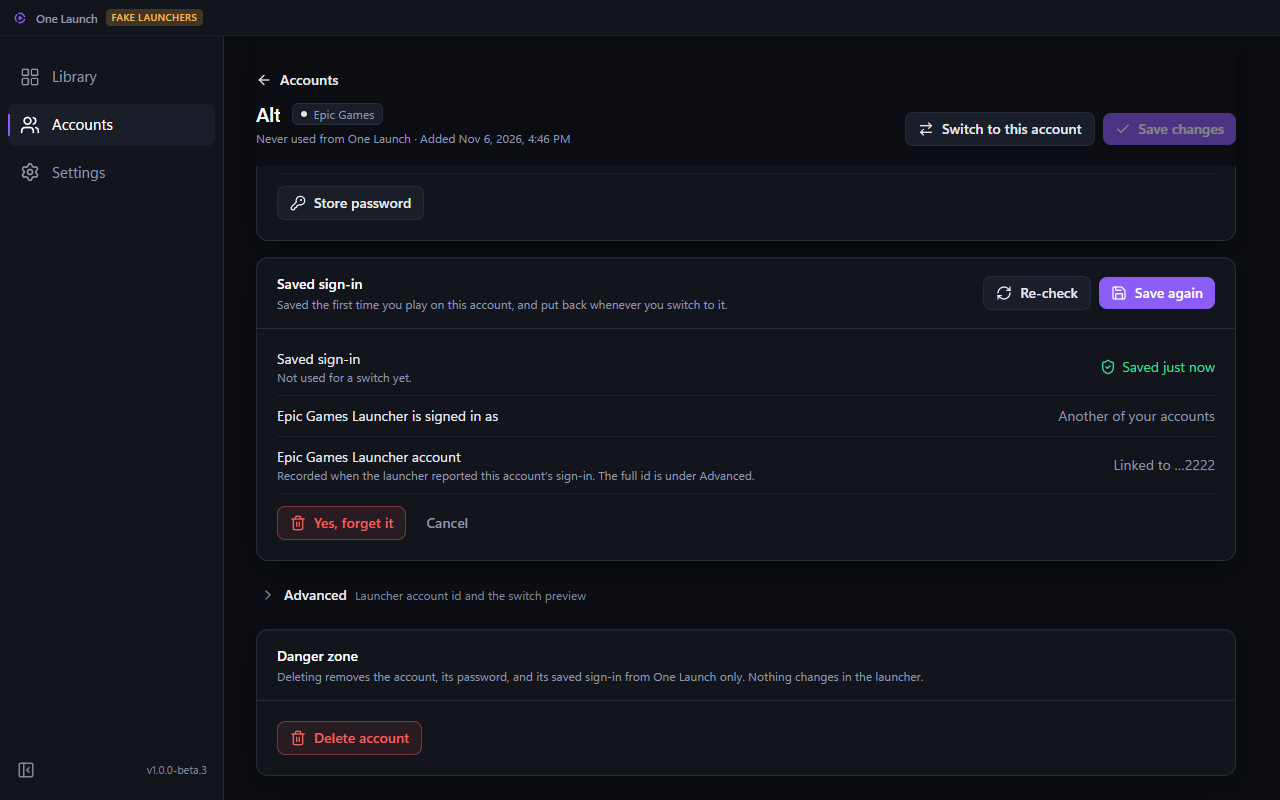 One Launch FAKE LAUNCHERS
Library
Accounts
Settings
v1.0.0-beta.3
Accounts
Alt Epic Games
Never used from One Launch · Added Nov 6, 2026, 4:46 PM
Switch to this account Save changes
Store password
Saved sign-in
Saved the first time you play on this account, and put back whenever you switch to it.
Re-check Save again
Saved sign-in
Not used for a switch yet.
Saved just now
Epic Games Launcher is signed in as Another of your accounts
Epic Games Launcher account
Recorded when the launcher reported this account's sign-in. The full id is under Advanced.
Linked to …2222
Yes, forget it Cancel
Advanced Launcher account id and the switch preview
Danger zone
Deleting removes the account, its password, and its saved sign-in from One Launch only. Nothing changes in the launcher.
Delete account